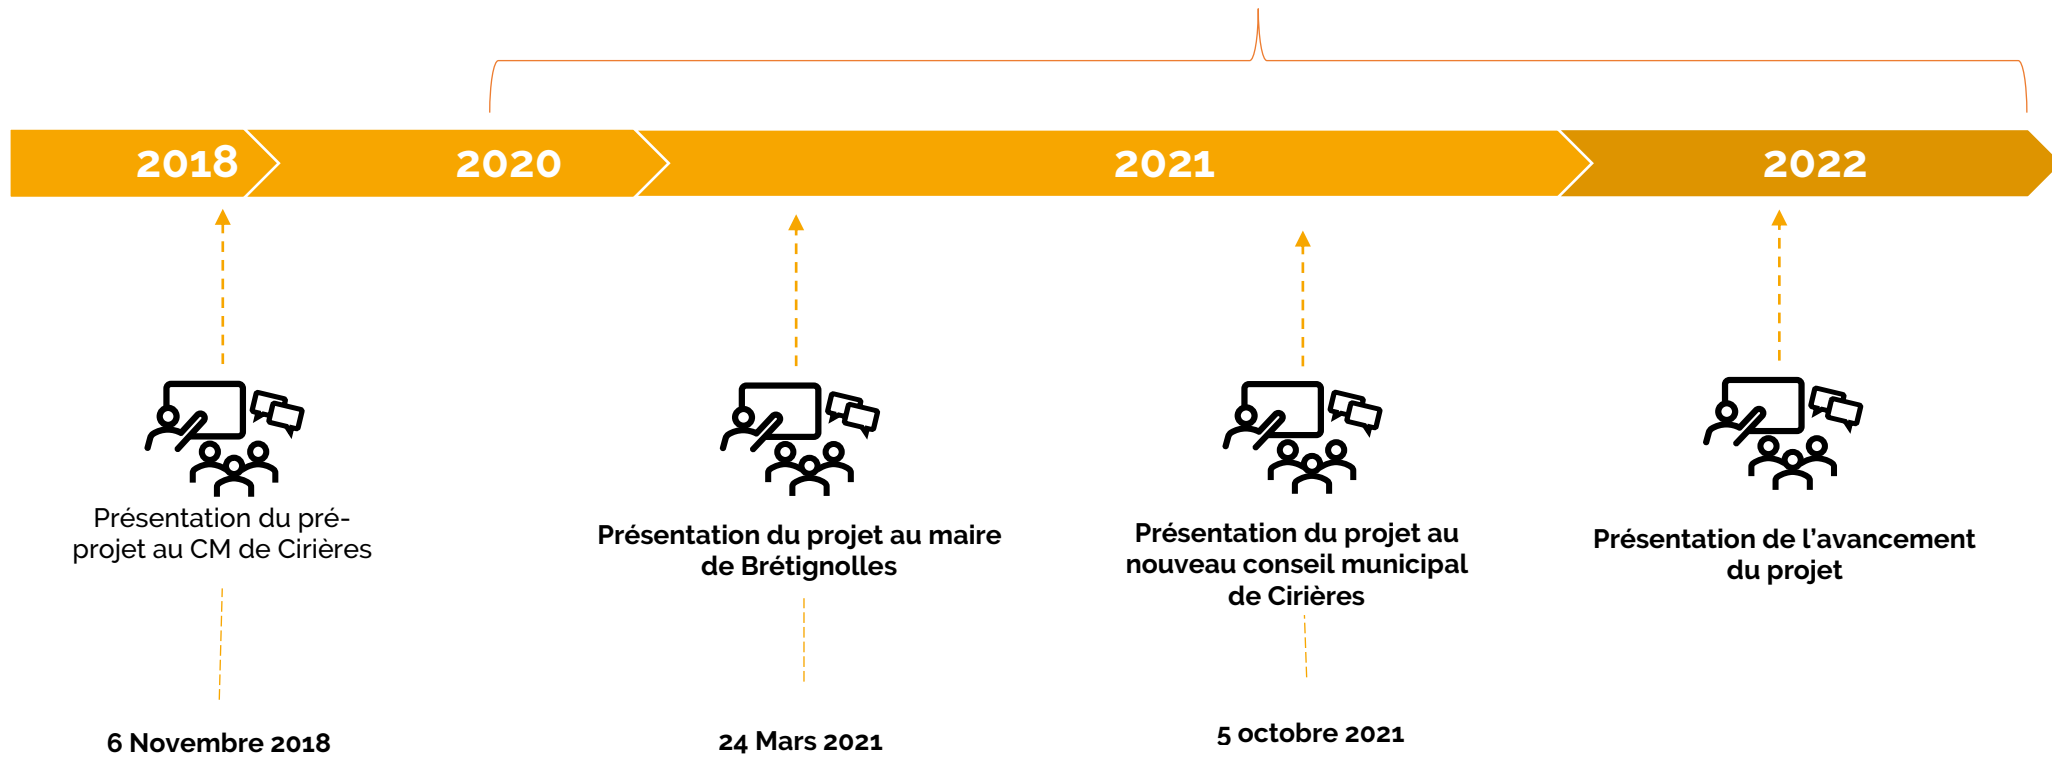 2018
2020
2021
2022
Présentation du pré-
projet au CM de Cirières
Présentation du projet au maire
de Brétignolles
Présentation du projet au
nouveau conseil municipal
de Cirières
Présentation de l’avancement
du projet
6 Novembre 2018
24 Mars 2021
5 octobre 2021